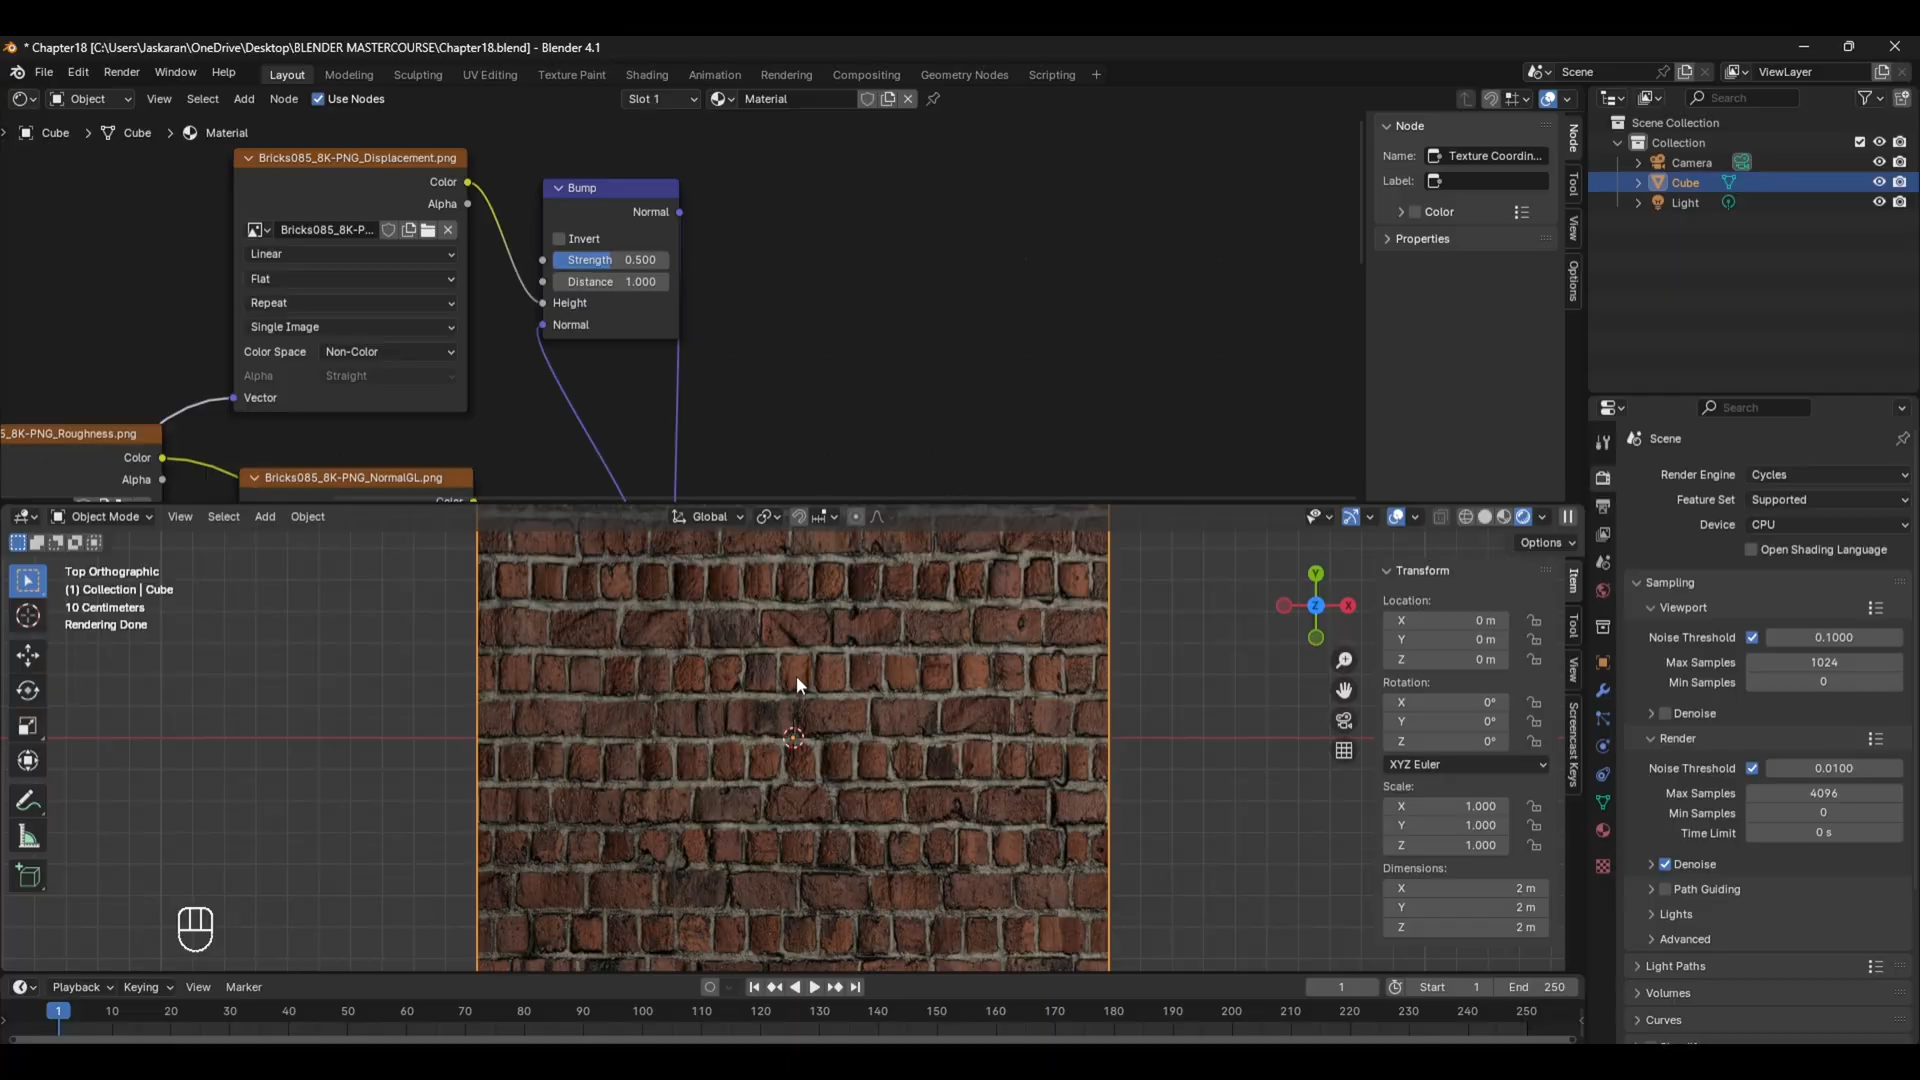 * Chapter18 [C:\Users\Jaskaran\OneDrive\Desktop\BLENDER MASTERCOURSE\Chapter18.blend] - Blender 4.1
File Edit Render Window Help Layout Modeling Sculpting UV Editing Texture Paint Shading Animation Rendering Compositing Geometry Nodes Scripting + Scene ViewLayer
Object View Select Add Node Use Nodes Slot 1 Material Search
Cube > Cube > Material
Node
Name: Texture Coordin...
Label:
Color
Properties
Node
Tool
View
Options
Scene Collection
Collection
Camera
Cube
Light
Bricks085_8K-PNG_Displacement.png
Color
Alpha
Bricks085_8K-P...
Linear
Flat
Repeat
Single Image
Color Space Non-Color
Alpha Straight
Vector
Bump
Normal
Invert
Strength 0.500
Distance 1.000
Height
Normal
5_8K-PNG_Roughness.png
Color
Alpha
Bricks085_8K-PNG_NormalGL.png
Object Mode View Select Add Object Global
Options
Top Orthographic
(1) Collection | Cube
10 Centimeters
Rendering Done
Y
Z
X
Transform
Location:
X 0 m
Y 0 m
Z 0 m
Rotation:
X 0°
Y 0°
Z 0°
XYZ Euler
Scale:
X 1.000
Y 1.000
Z 1.000
Dimensions:
X 2 m
Y 2 m
Z 2 m
Item
Tool
View
Screencast Keys
Search
Scene
Render Engine Cycles
Feature Set Supported
Device CPU
Open Shading Language
Sampling
Viewport
Noise Threshold 0.1000
Max Samples 1024
Min Samples 0
Denoise
Render
Noise Threshold 0.0100
Max Samples 4096
Min Samples 0
Time Limit 0 s
Denoise
Path Guiding
Lights
Advanced
Light Paths
Volumes
Curves
Playback Keying View Marker 1 Start 1 End 250
1 10 20 30 40 50 60 70 80 90 100 110 120 130 140 150 160 170 180 190 200 210 220 230 240 250